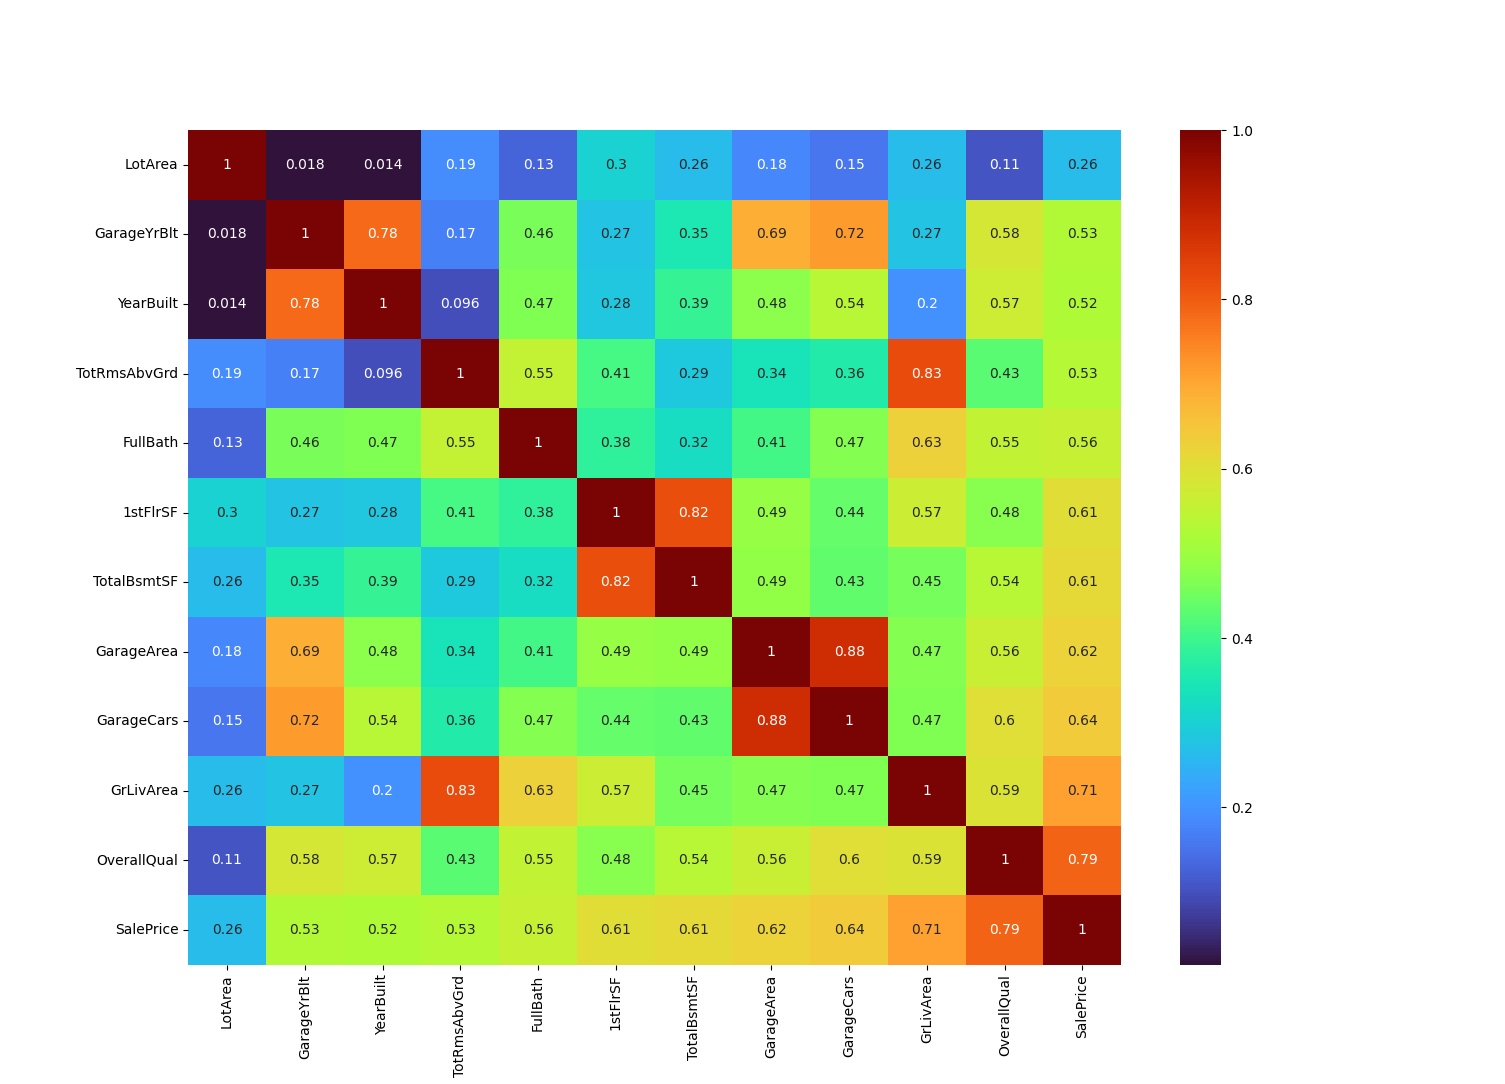 LotArea 1 0.018 0.014 0.19 0.13 0.3 0.26 0.18 0.15 0.26 0.11 0.26
GarageYrBlt 0.018 1 0.78 0.17 0.46 0.27 0.35 0.69 0.72 0.27 0.58 0.53
YearBuilt 0.014 0.78 1 0.096 0.47 0.28 0.39 0.48 0.54 0.2 0.57 0.52
TotRmsAbvGrd 0.19 0.17 0.096 1 0.55 0.41 0.29 0.34 0.36 0.83 0.43 0.53
FullBath 0.13 0.46 0.47 0.55 1 0.38 0.32 0.41 0.47 0.63 0.55 0.56
1stFlrSF 0.3 0.27 0.28 0.41 0.38 1 0.82 0.49 0.44 0.57 0.48 0.61
TotalBsmtSF 0.26 0.35 0.39 0.29 0.32 0.82 1 0.49 0.43 0.45 0.54 0.61
GarageArea 0.18 0.69 0.48 0.34 0.41 0.49 0.49 1 0.88 0.47 0.56 0.62
GarageCars 0.15 0.72 0.54 0.36 0.47 0.44 0.43 0.88 1 0.47 0.6 0.64
GrLivArea 0.26 0.27 0.2 0.83 0.63 0.57 0.45 0.47 0.47 1 0.59 0.71
OverallQual 0.11 0.58 0.57 0.43 0.55 0.48 0.54 0.56 0.6 0.59 1 0.79
SalePrice 0.26 0.53 0.52 0.53 0.56 0.61 0.61 0.62 0.64 0.71 0.79 1
LotArea
GarageYrBlt
YearBuilt
TotRmsAbvGrd
FullBath
1stFlrSF
TotalBsmtSF
GarageArea
GarageCars
GrLivArea
OverallQual
SalePrice
1.0
0.8
0.6
0.4
0.2